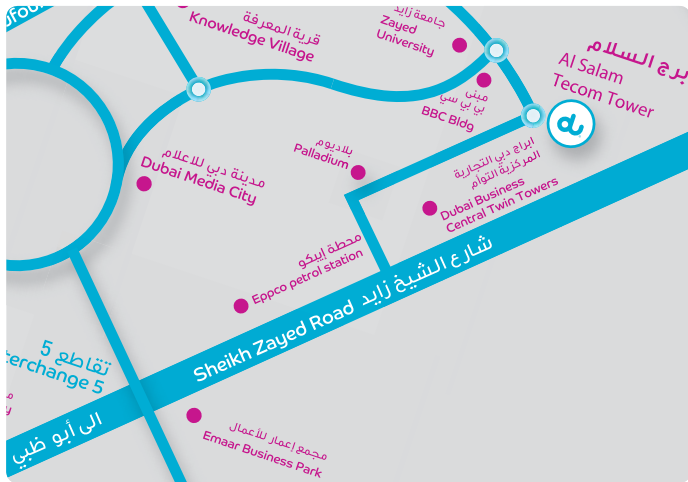 قرية المعرفة
Knowledge Village
جامعة زايد
Zayed
University
برج السلام
Al Salam
Tecom Tower
du
مبنى
بي بي سي
BBC Bldg
بلاديوم
Palladium
ابراج دبي التجارية
المركزية التوأم
Dubai Business
Central Twin Towers
مدينة دبي للاعلام
Dubai Media City
محطة إيبكو
Eppco petrol station
Sheikh Zayed Road شارع الشيخ زايد
تقاطع 5
terchange 5
الى أبو ظبي
مجمع إعمار للأعمال
Emaar Business Park